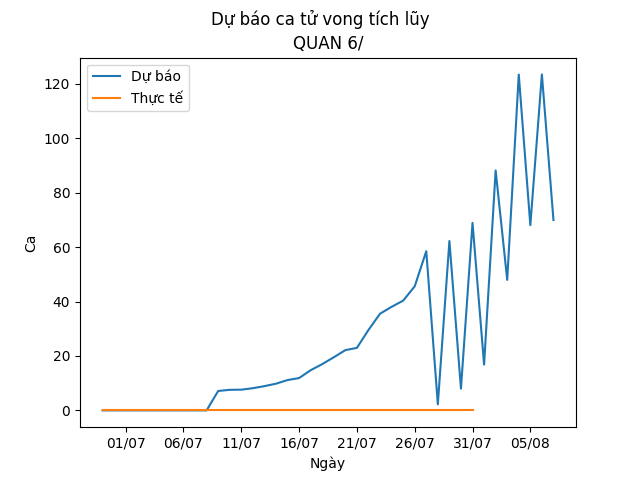 Dự báo ca tử vong tích lũy
QUAN 6/
Dự báo
Thực tế
120
100
80
60
40
20
0
Ca
01/07 06/07 11/07 16/07 21/07 26/07 31/07 05/08
Ngày